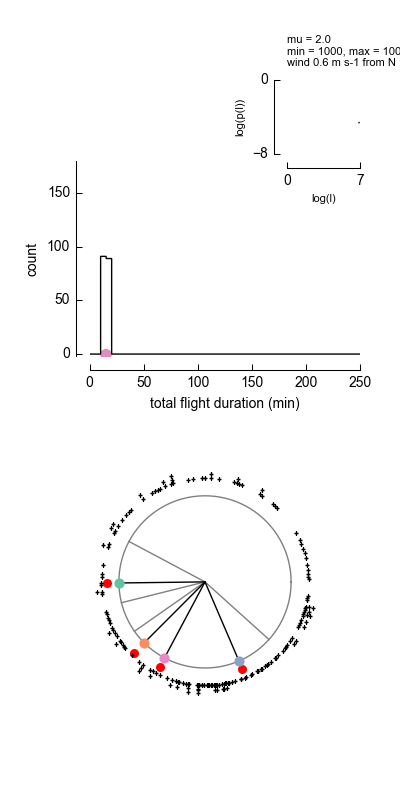 mu = 2.0
min = 1000, max = 100
wind 0.6 m s-1 from N
0
log(p(l))
−8
0 7
log(l)
150
count
100
50
0
0 50 100 150 200 250
total flight duration (min)